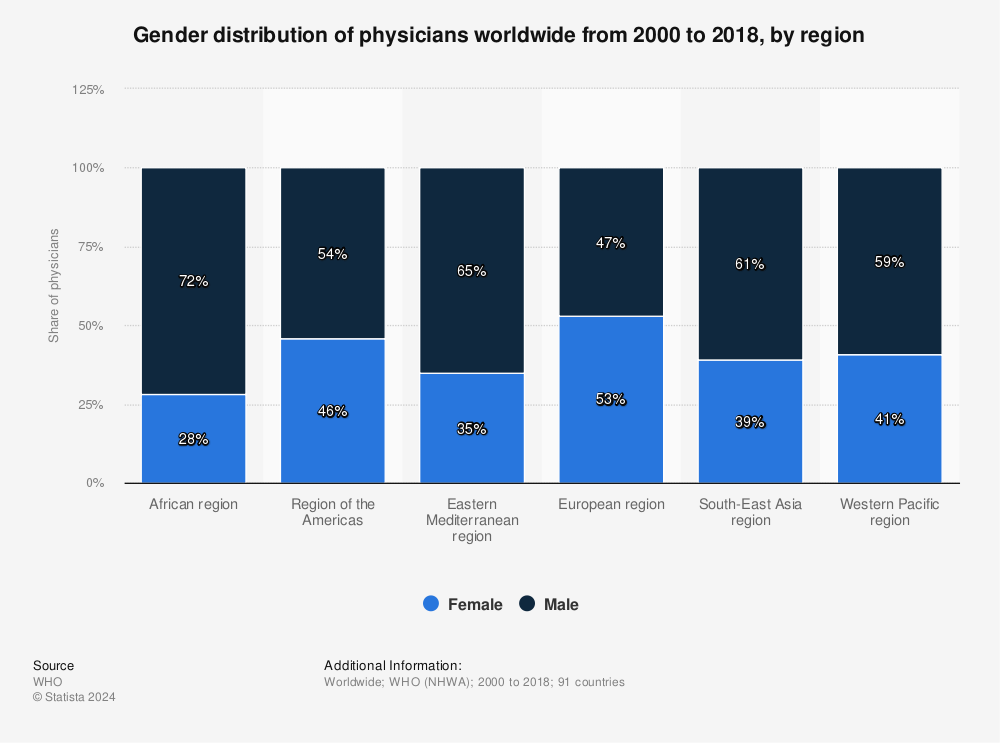 Gender distribution of physicians worldwide from 2000 to 2018, by region
125%
100%
75%
50%
25%
0%
Share of physicians
72%
54%
65%
47%
61%
59%
28%
46%
35%
53%
39%
41%
African region
Region of the
Americas
Eastern
Mediterranean
region
European region
South-East Asia
region
Western Pacific
region
Female
Male
Source
WHO
© Statista 2024
Additional Information:
Worldwide; WHO (NHWA); 2000 to 2018; 91 countries